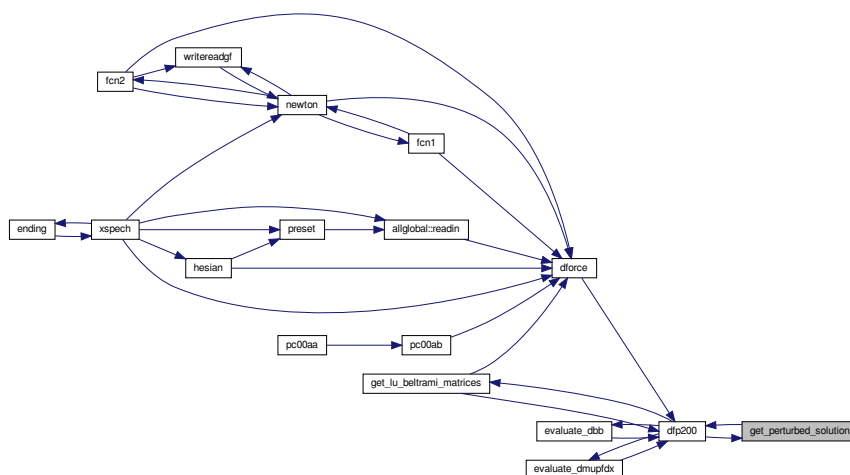 writereadgf
fcn2
newton
fcn1
ending
xspech
preset
allglobal::readin
hesian
dforce
pc00aa
pc00ab
get_lu_beltrami_matrices
evaluate_dbb
dfp200
get_perturbed_solution
evaluate_dmupfdx